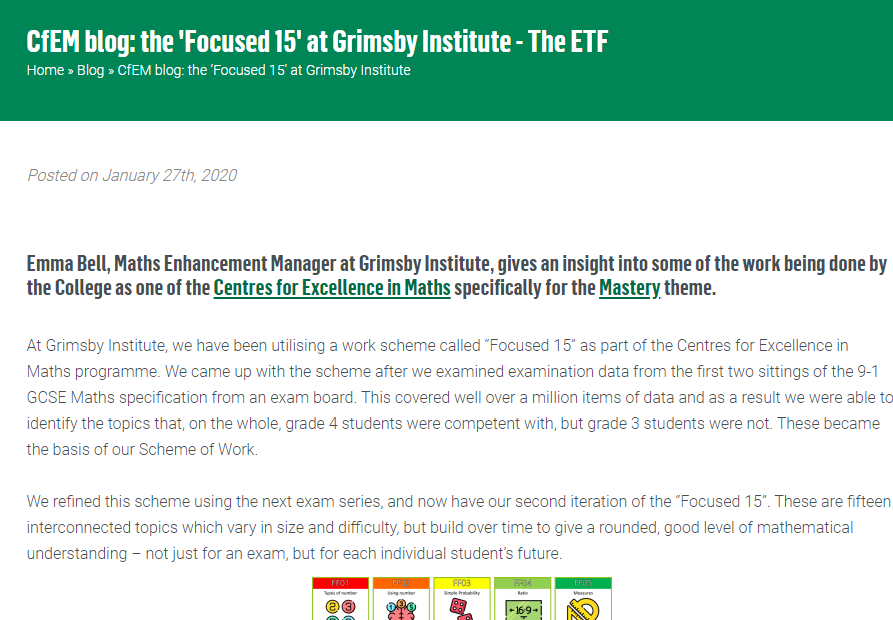 CfEM blog: the 'Focused 15' at Grimsby Institute - The ETF
Home » Blog » CfEM blog: the ‘Focused 15’ at Grimsby Institute
Posted on January 27th, 2020
Emma Bell, Maths Enhancement Manager at Grimsby Institute, gives an insight into some of the work being done by
the College as one of the Centres for Excellence in Maths specifically for the Mastery theme.
At Grimsby Institute, we have been utilising a work scheme called “Focused 15” as part of the Centres for Excellence in
Maths programme. We came up with the scheme after we examined examination data from the first two sittings of the 9-1
GCSE Maths specification from an exam board. This covered well over a million items of data and as a result we were able to
identify the topics that, on the whole, grade 4 students were competent with, but grade 3 students were not. These became
the basis of our Scheme of Work.
We refined this scheme using the next exam series, and now have our second iteration of the “Focused 15”. These are fifteen
interconnected topics which vary in size and difficulty, but build over time to give a rounded, good level of mathematical
understanding – not just for an exam, but for each individual student’s future.
FF01 FF02 FF03 FF04 FF05
Types of number Using number Simple Probability Ratio Measures
2 3 1 3 5 16:9